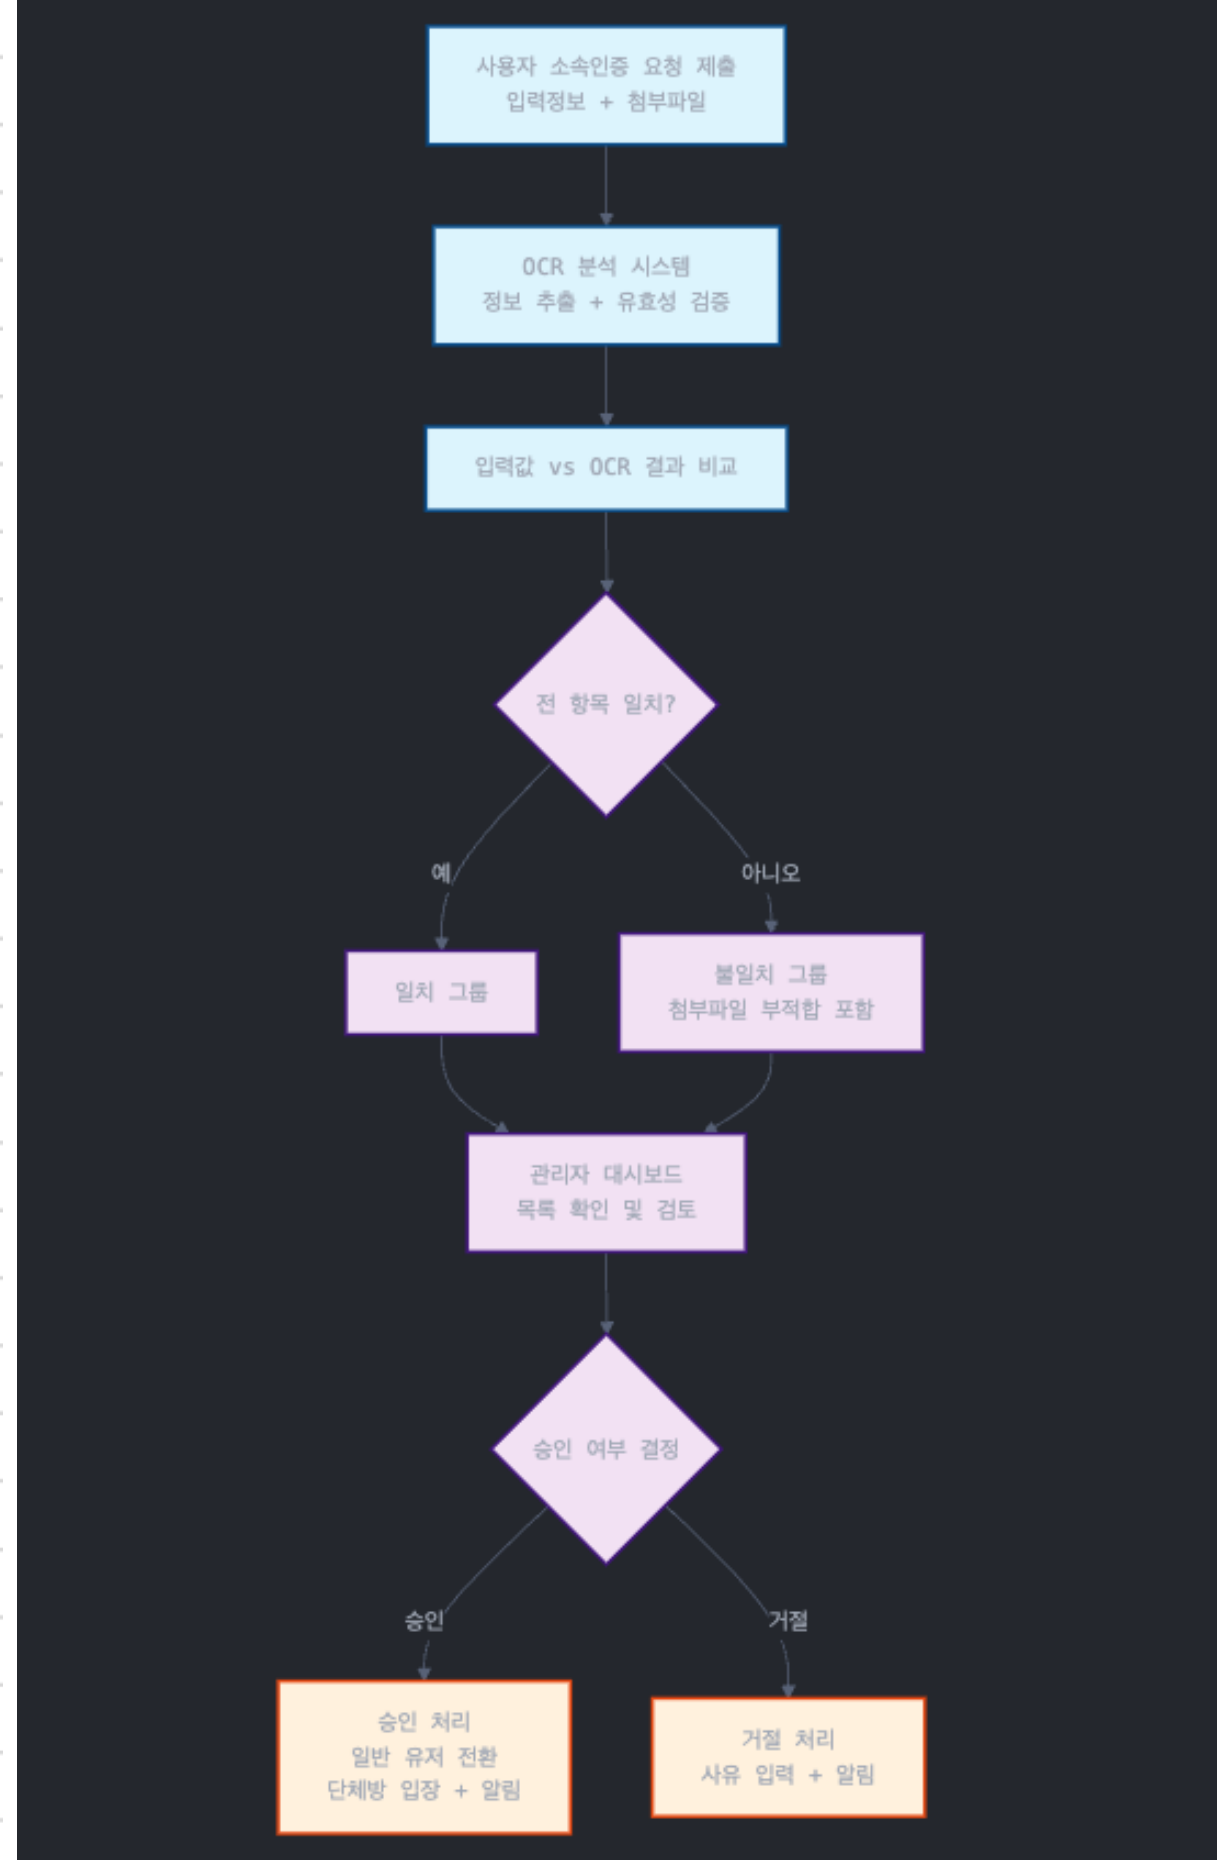 사용자 소속인증 요청 제출
입력정보 + 첨부파일
OCR 분석 시스템
정보 추출 + 유효성 검증
입력값 vs OCR 결과 비교
전 항목 일치?
예
아니오
일치 그룹
불일치 그룹
첨부파일 부적합 포함
관리자 대시보드
목록 확인 및 검토
승인 여부 결정
승인
거절
승인 처리
일반 유저 전환
단체방 입장 + 알림
거절 처리
사유 입력 + 알림